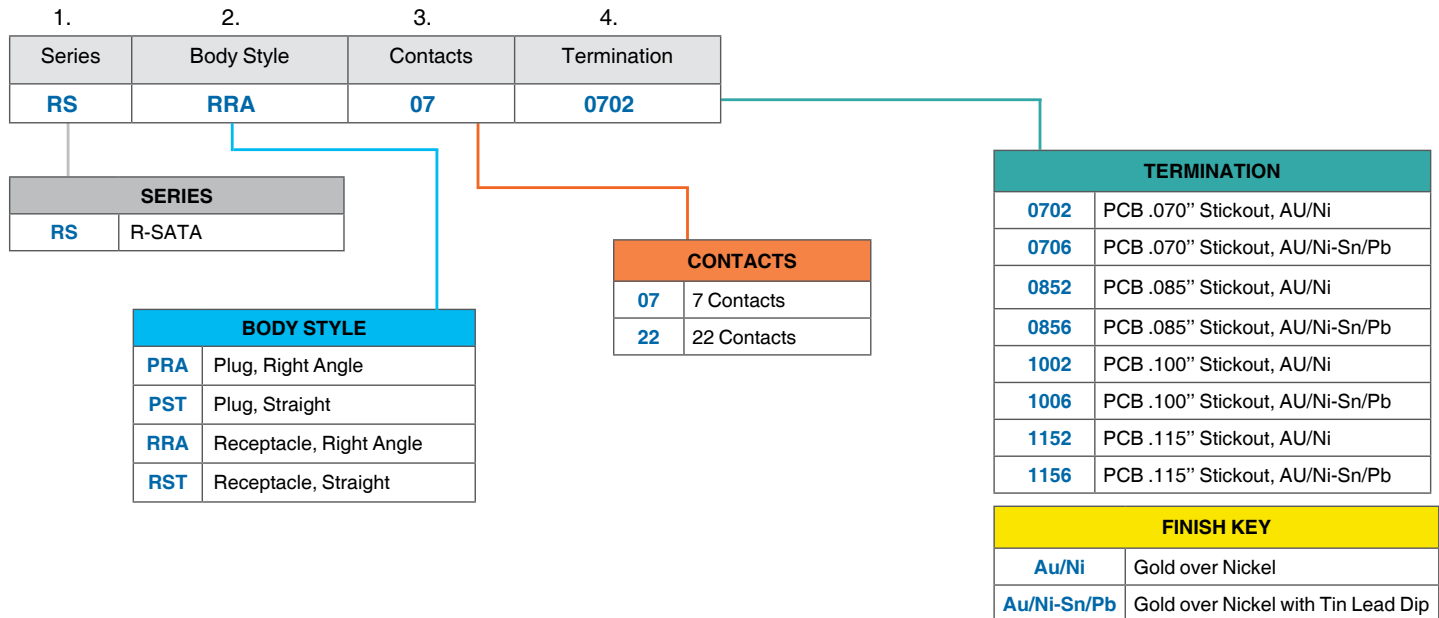 1. 2. 3. 4.
Series Body Style Contacts Termination
RS RRA 07 0702
SERIES
RS R-SATA
BODY STYLE
PRA Plug, Right Angle
PST Plug, Straight
RRA Receptacle, Right Angle
RST Receptacle, Straight
CONTACTS
07 7 Contacts
22 22 Contacts
TERMINATION
0702 PCB .070’’ Stickout, AU/Ni
0706 PCB .070’’ Stickout, AU/Ni-Sn/Pb
0852 PCB .085’’ Stickout, AU/Ni
0856 PCB .085’’ Stickout, AU/Ni-Sn/Pb
1002 PCB .100’’ Stickout, AU/Ni
1006 PCB .100’’ Stickout, AU/Ni-Sn/Pb
1152 PCB .115’’ Stickout, AU/Ni
1156 PCB .115’’ Stickout, AU/Ni-Sn/Pb
FINISH KEY
Au/Ni Gold over Nickel
Au/Ni-Sn/Pb Gold over Nickel with Tin Lead Dip